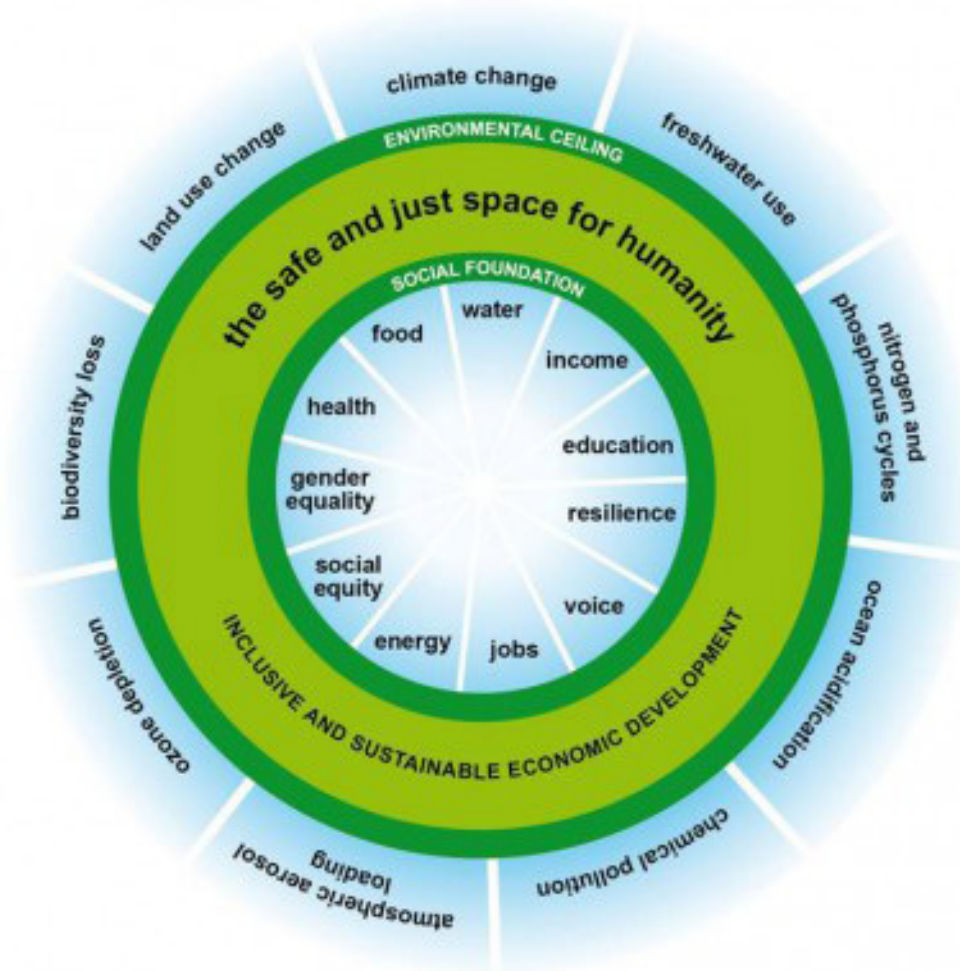 climate change
freshwater use
nitrogen and
phosphorus cycles
ocean acidification
chemical pollution
atmospheric aerosol
loading
ozone depletion
biodiversity loss
land use change
ENVIRONMENTAL CEILING
the safe and just space for humanity
SOCIAL FOUNDATION
water
income
education
resilience
voice
jobs
energy
social
equity
gender
equality
health
food
INCLUSIVE AND SUSTAINABLE ECONOMIC DEVELOPMENT